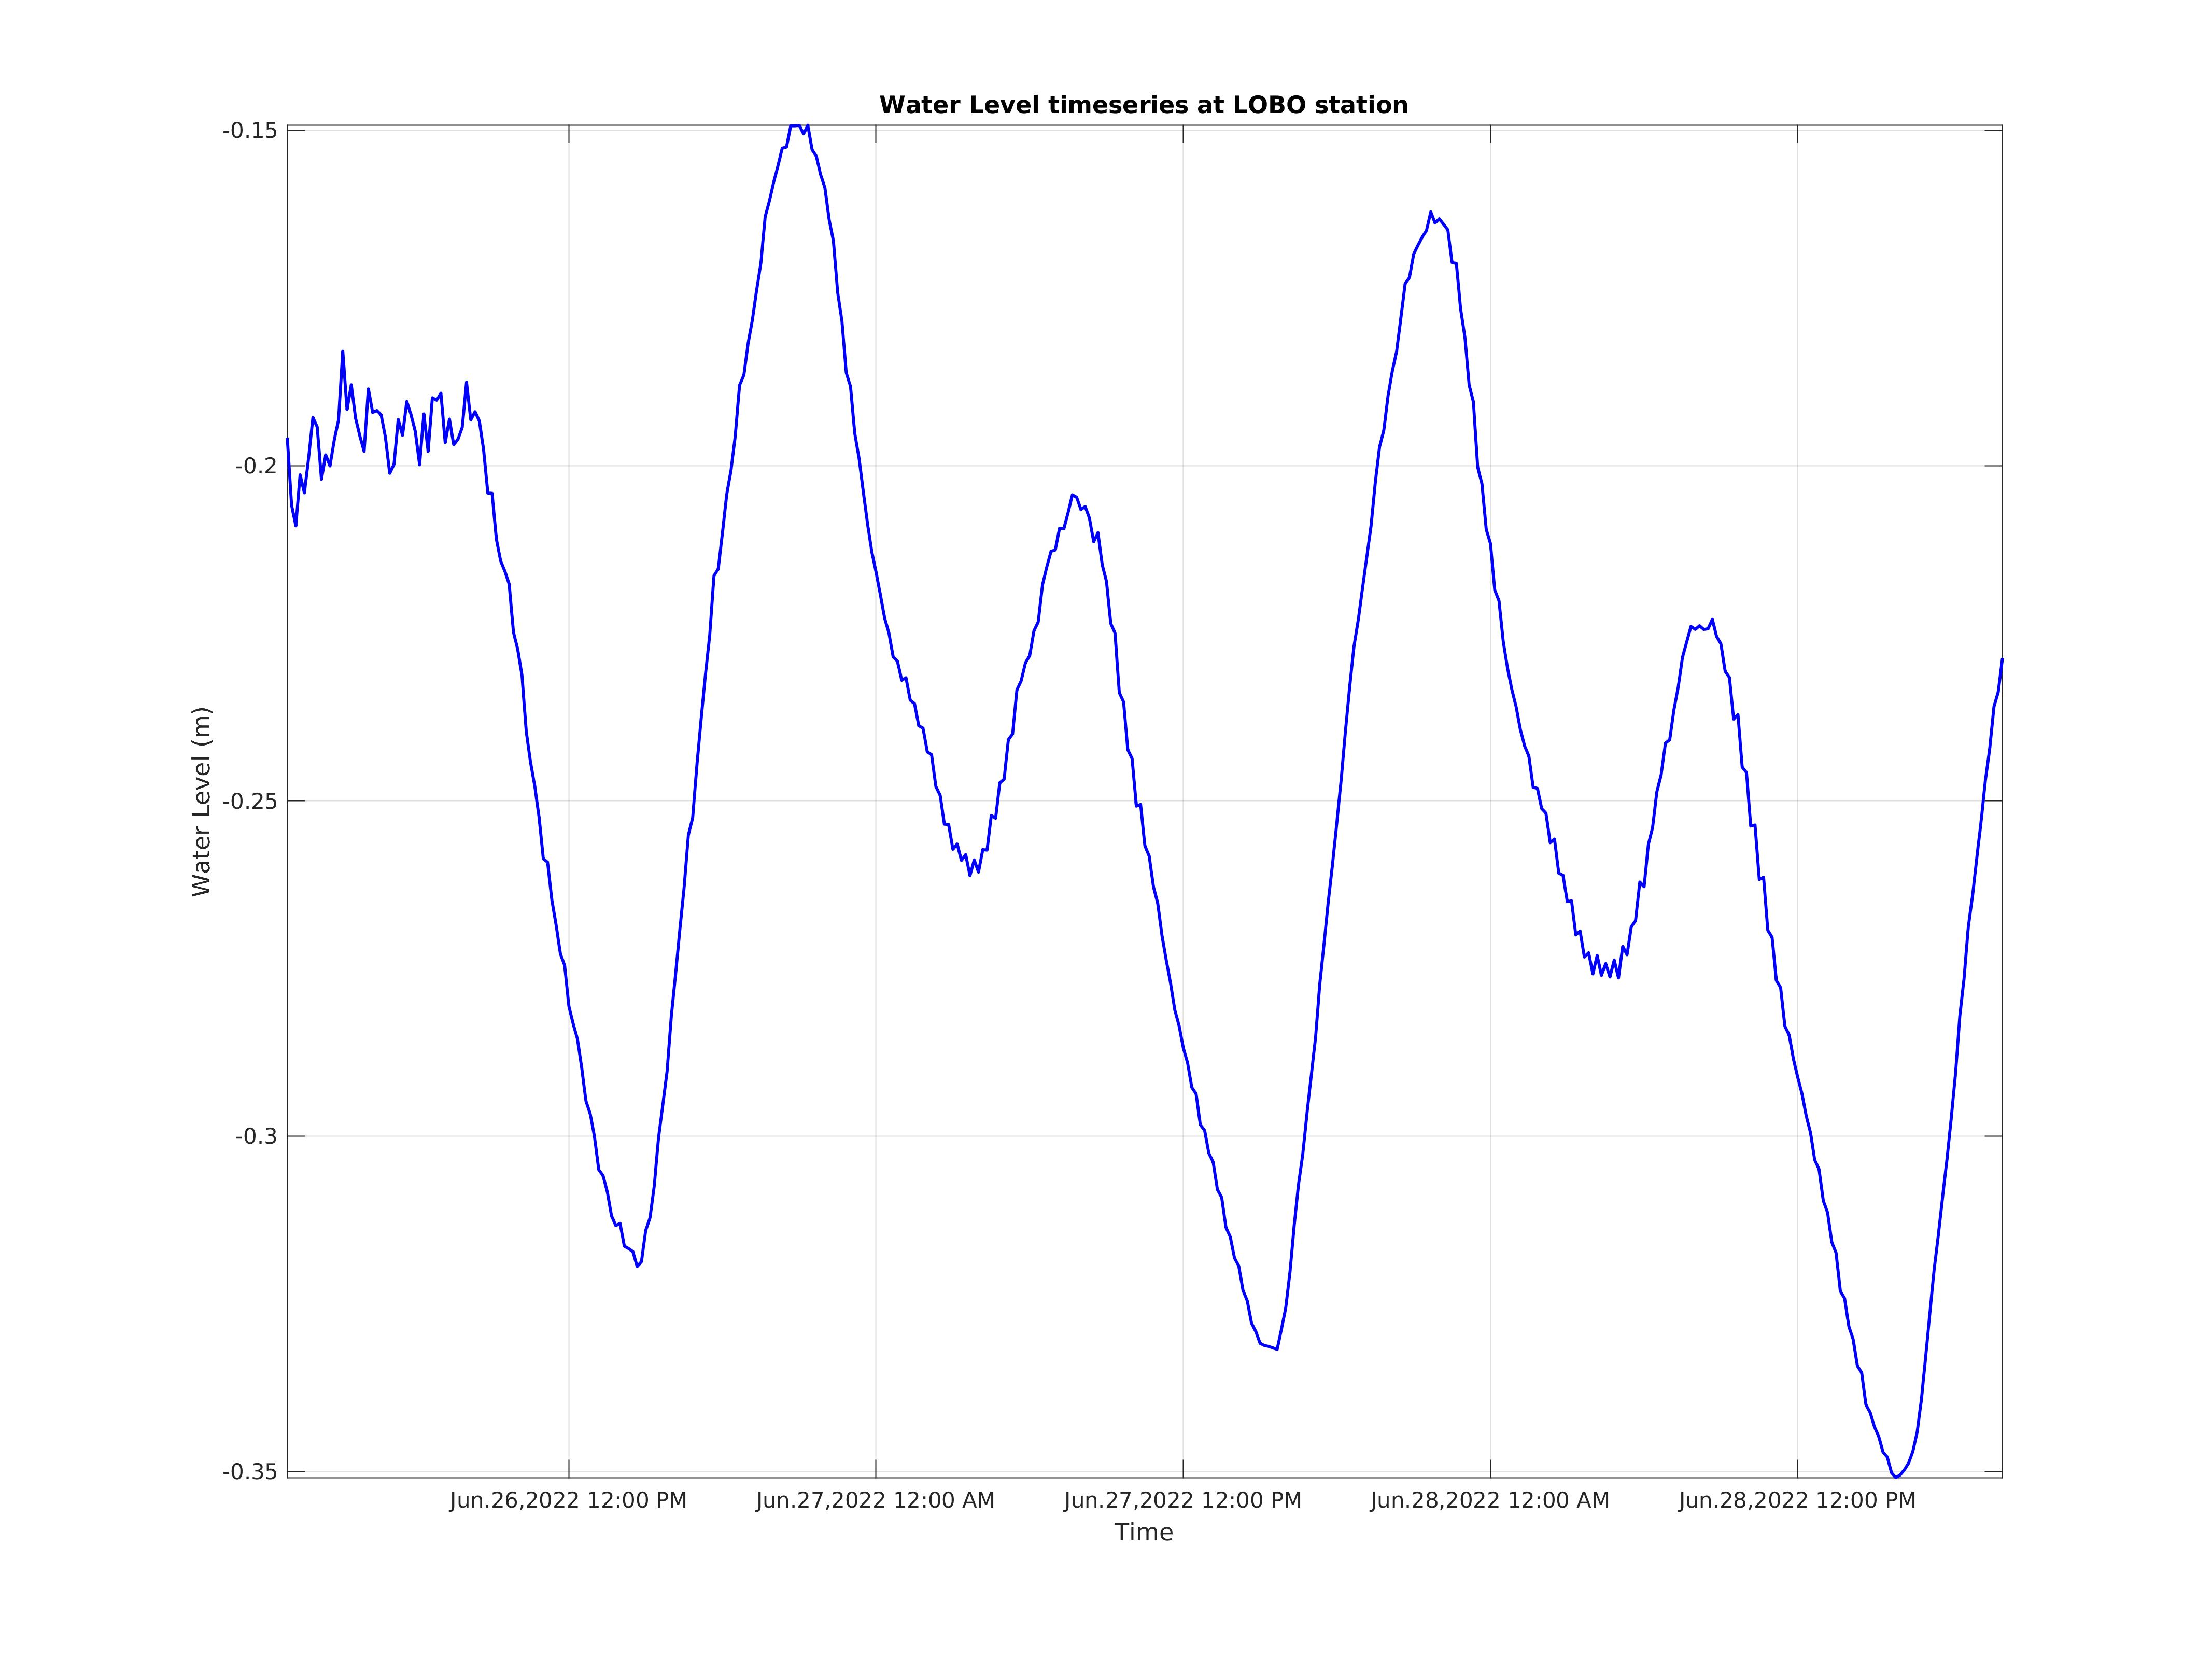 Water Level timeseries at LOBO station
-0.15
-0.2
-0.25
-0.3
-0.35
Water Level (m)
Jun.26,2022 12:00 PM
Jun.27,2022 12:00 AM
Jun.27,2022 12:00 PM
Jun.28,2022 12:00 AM
Jun.28,2022 12:00 PM
Time